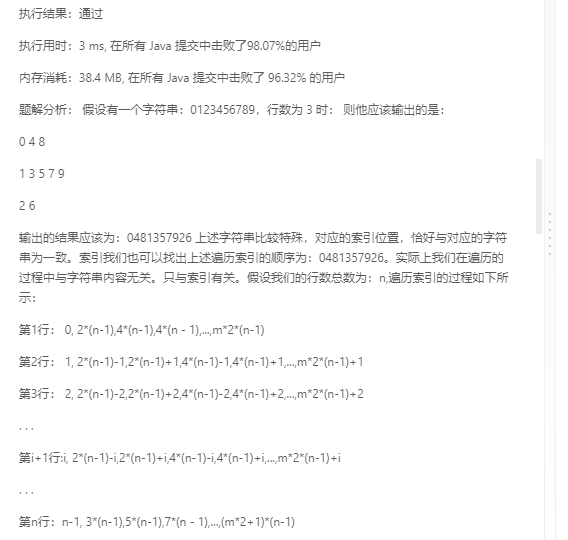 执行结果：通过
执行用时：3 ms, 在所有 Java 提交中击败了98.07%的用户
内存消耗：38.4 MB, 在所有 Java 提交中击败了 96.32% 的用户
题解分析： 假设有一个字符串：0123456789，行数为 3 时： 则他应该输出的是：
0 4 8
1 3 5 7 9
2 6
输出的结果应该为：0481357926 上述字符串比较特殊，对应的索引位置，恰好与对应的字符
串为一致。索引我们也可以找出上述遍历索引的顺序为：0481357926。实际上我们在遍历的
过程中与字符串内容无关。只与索引有关。假设我们的行数总数为：n,遍历索引的过程如下所
示：
第1行： 0, 2*(n-1),4*(n-1),4*(n - 1),...,m*2*(n-1)
第2行： 1, 2*(n-1)-1,2*(n-1)+1,4*(n-1)-1,4*(n-1)+1,...,m*2*(n-1)+1
第3行： 2, 2*(n-1)-2,2*(n-1)+2,4*(n-1)-2,4*(n-1)+2,...,m*2*(n-1)+2
. . .
第i+1行:i, 2*(n-1)-i,2*(n-1)+i,4*(n-1)-i,4*(n-1)+i,...,m*2*(n-1)+i
. . .
第n行：n-1, 3*(n-1),5*(n-1),7*(n - 1),...,(m*2+1)*(n-1)